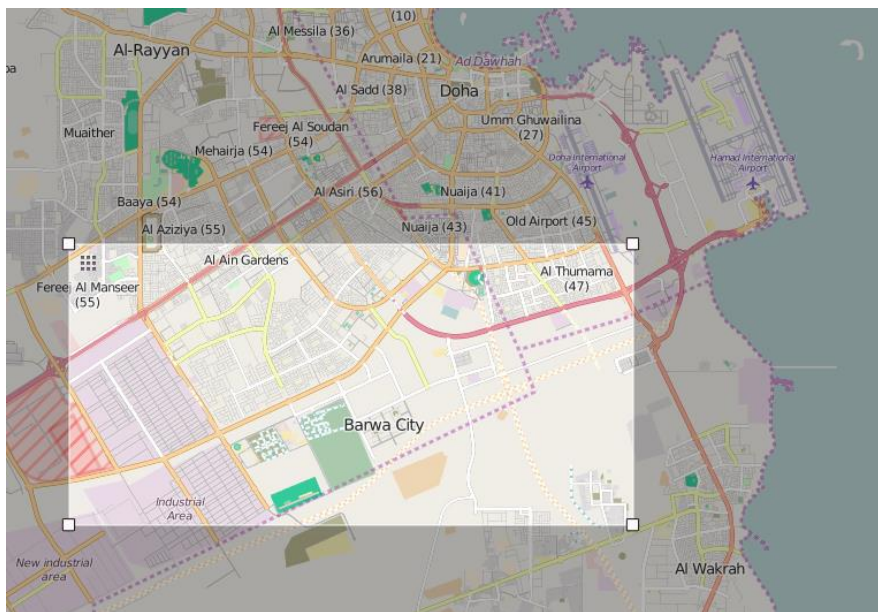 (10)
Al Messila (36)
Al-Rayyan
Arumaila (21)
Ad Dawhah
Al Sadd (38)
Doha
Umm Ghuwailina
(27)
Fereej Al Soudan
(54)
Muaither
Mehairja (54)
Doha International
Airport
Hamad International
Airport
Al Asiri (56)
Nuaija (41)
Baaya (54)
Al Aziziya (55)
Nuaija (43)
Old Airport (45)
Al Ain Gardens
Al Thumama
(47)
Fereej Al Manseer
(55)
Barwa City
Industrial
Area
New industrial
area
Al Wakrah